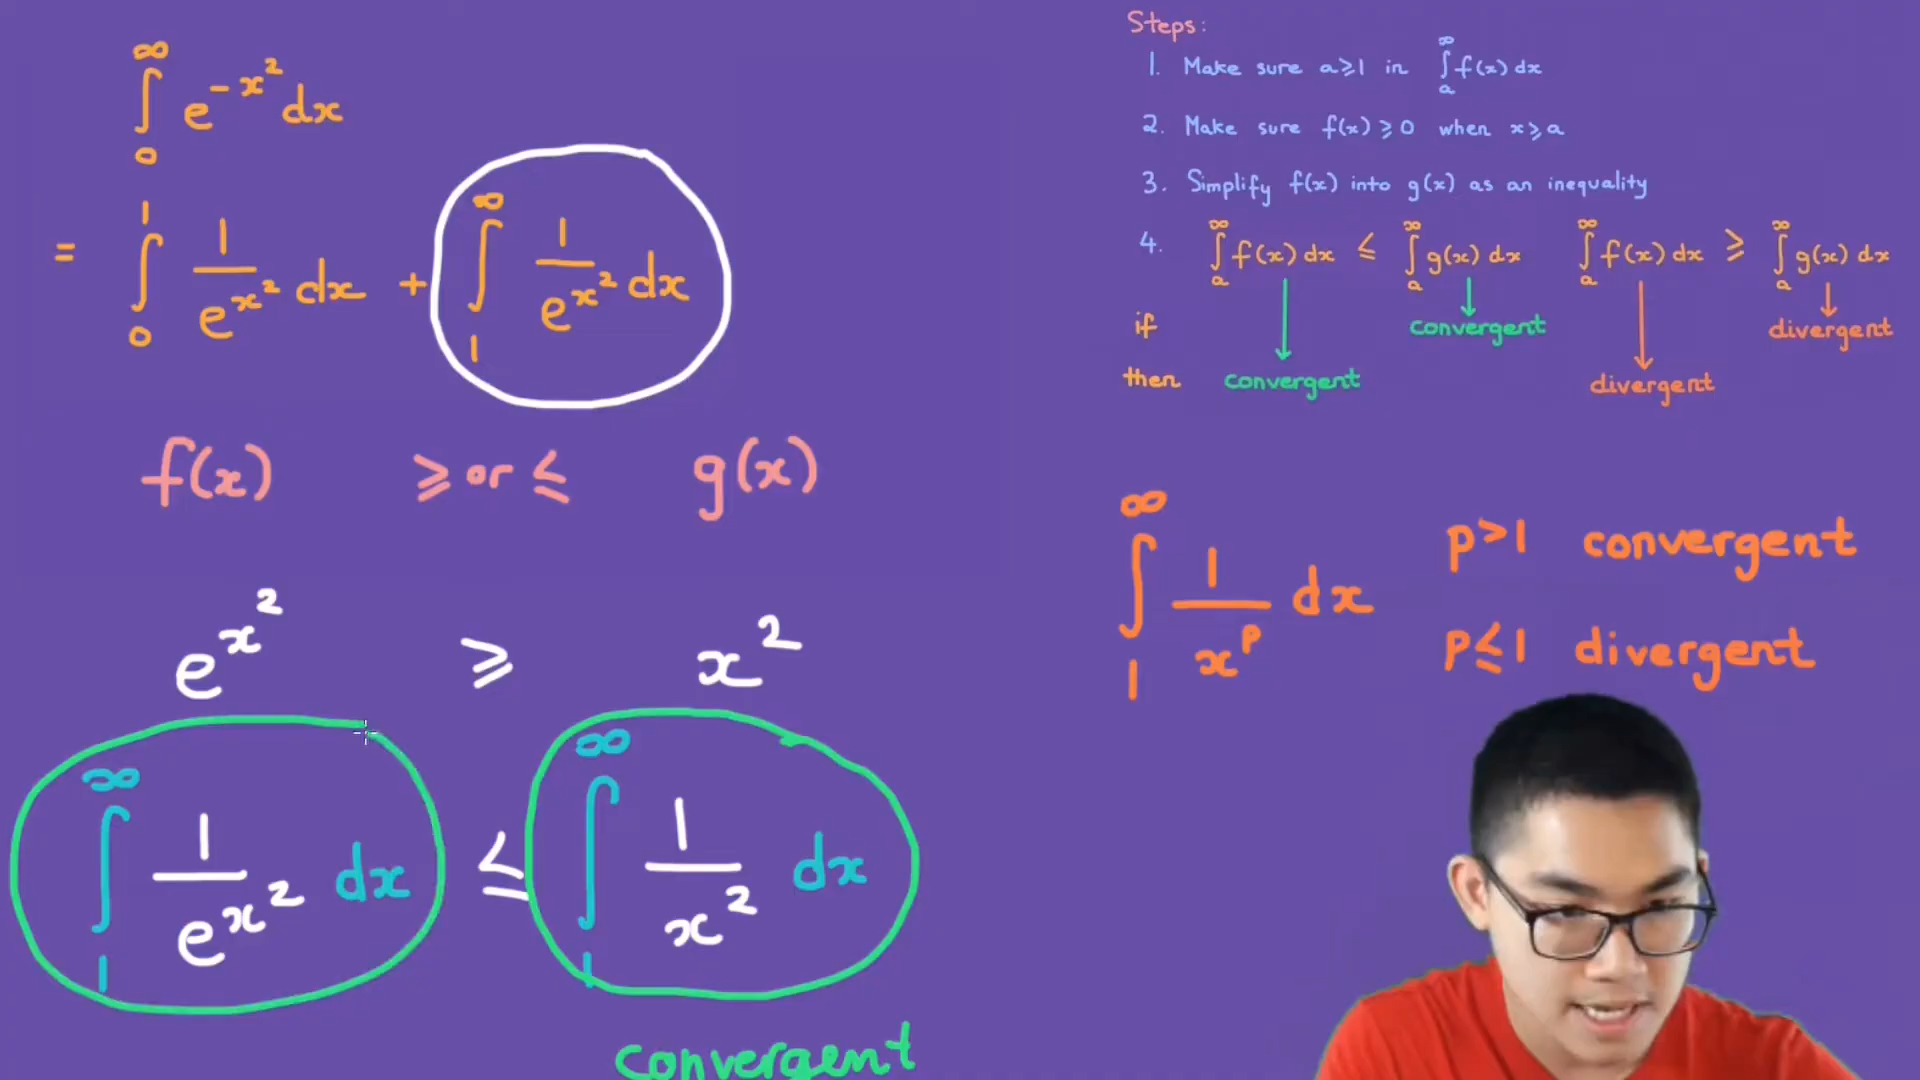 ∫₀^∞ e^{-x²} dx
= ∫₀¹ 1/e^{x²} dx + ∫₁^∞ 1/e^{x²} dx
f(x) ≥ or ≤ g(x)
e^{x²} ≥ x²
∫₁^∞ 1/e^{x²} dx ≤ ∫₁^∞ 1/x² dx
convergent
Steps:
1. Make sure a≥1 in ∫ₐ^∞ f(x) dx
2. Make sure f(x) ≥ 0 when x≥a
3. Simplify f(x) into g(x) as an inequality
4. ∫ₐ^∞ f(x) dx ≤ ∫ₐ^∞ g(x) dx ∫ₐ^∞ f(x) dx ≥ ∫ₐ^∞ g(x) dx
if convergent divergent
then convergent divergent
∫₁^∞ 1/x^p dx
p>1 convergent
p≤1 divergent